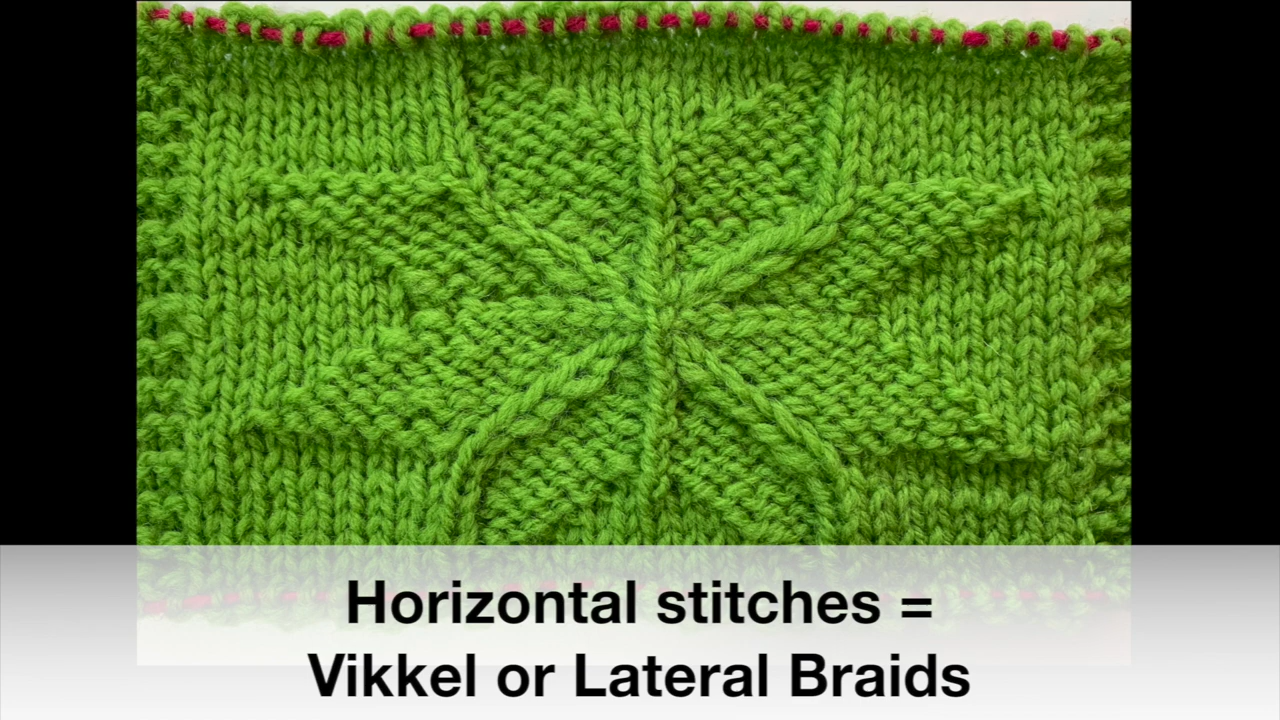 Horizontal stitches =
Vikkel or Lateral Braids